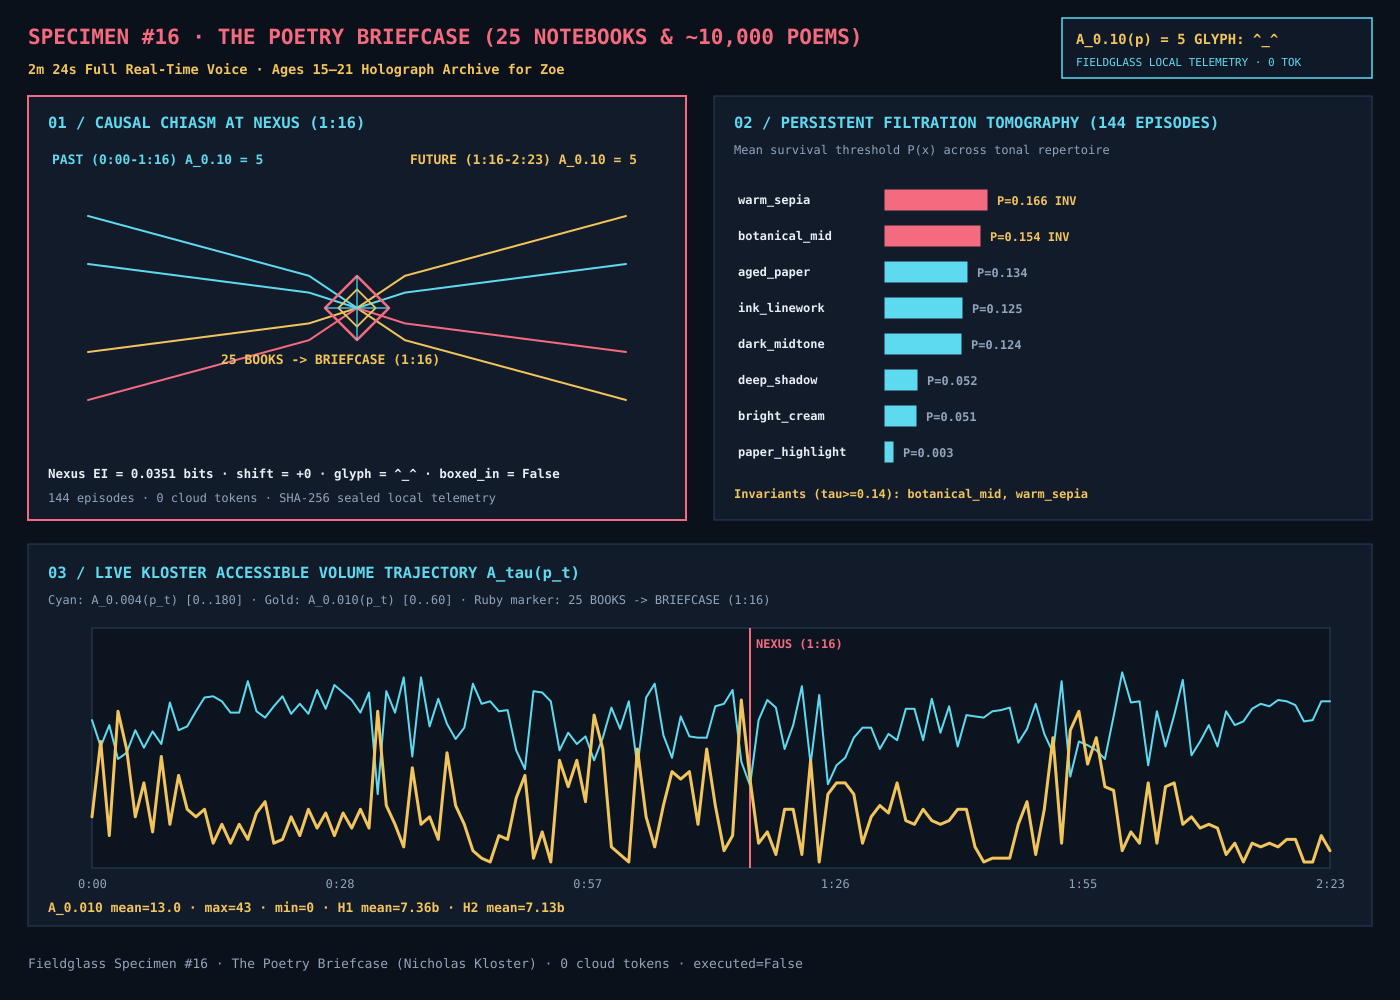 SPECIMEN #16 · THE POETRY BRIEFCASE (25 NOTEBOOKS & ~10,000 POEMS)
2m 24s Full Real-Time Voice · Ages 15–21 Holograph Archive for Zoe
A_0.10(p) = 5 GLYPH: ^_^
FIELDGLASS LOCAL TELEMETRY · 0 TOK
01 / CAUSAL CHIASM AT NEXUS (1:16)
PAST (0:00-1:16) A_0.10 = 5
FUTURE (1:16-2:23) A_0.10 = 5
25 BOOKS -> BRIEFCASE (1:16)
Nexus EI = 0.0351 bits · shift = +0 · glyph = ^_^ · boxed_in = False
144 episodes · 0 cloud tokens · SHA-256 sealed local telemetry
02 / PERSISTENT FILTRATION TOMOGRAPHY (144 EPISODES)
Mean survival threshold P(x) across tonal repertoire
warm_sepia P=0.166 INV
botanical_mid P=0.154 INV
aged_paper P=0.134
ink_linework P=0.125
dark_midtone P=0.124
deep_shadow P=0.052
bright_cream P=0.051
paper_highlight P=0.003
Invariants (tau>=0.14): botanical_mid, warm_sepia
03 / LIVE KLOSTER ACCESSIBLE VOLUME TRAJECTORY A_tau(p_t)
Cyan: A_0.004(p_t) [0..180] · Gold: A_0.010(p_t) [0..60] · Ruby marker: 25 BOOKS -> BRIEFCASE (1:16)
NEXUS (1:16)
0:00 0:28 0:57 1:26 1:55 2:23
A_0.010 mean=13.0 · max=43 · min=0 · H1 mean=7.36b · H2 mean=7.13b
Fieldglass Specimen #16 · The Poetry Briefcase (Nicholas Kloster) · 0 cloud tokens · executed=False